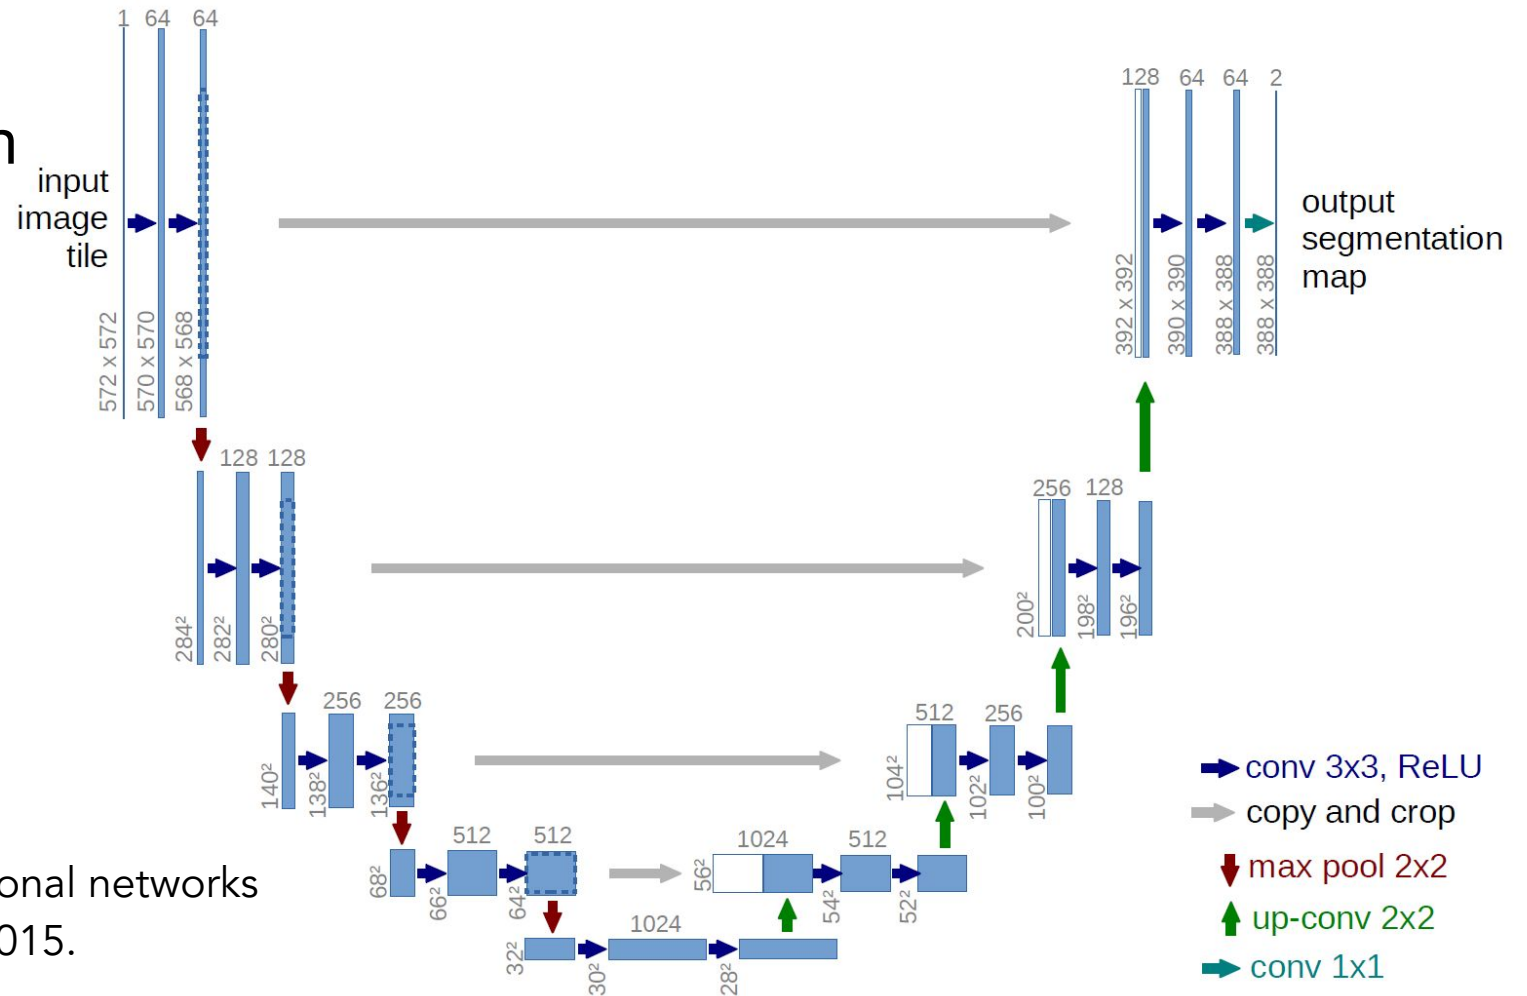 1 64 64
128 64 64 2
n
input
image
tile
output
segmentation
map
572 x 572
570 x 570
568 x 568
392 x 392
390 x 390
388 x 388
388 x 388
128 128
256 128
284²
282²
280²
200²
198²
196²
256 256
512 256
140²
138²
136²
104²
102²
100²
conv 3x3, ReLU
copy and crop
max pool 2x2
up-conv 2x2
conv 1x1
512 512
1024 512
68²
66²
64²
56²
54²
52²
onal networks
015.
1024
32²
30²
28²